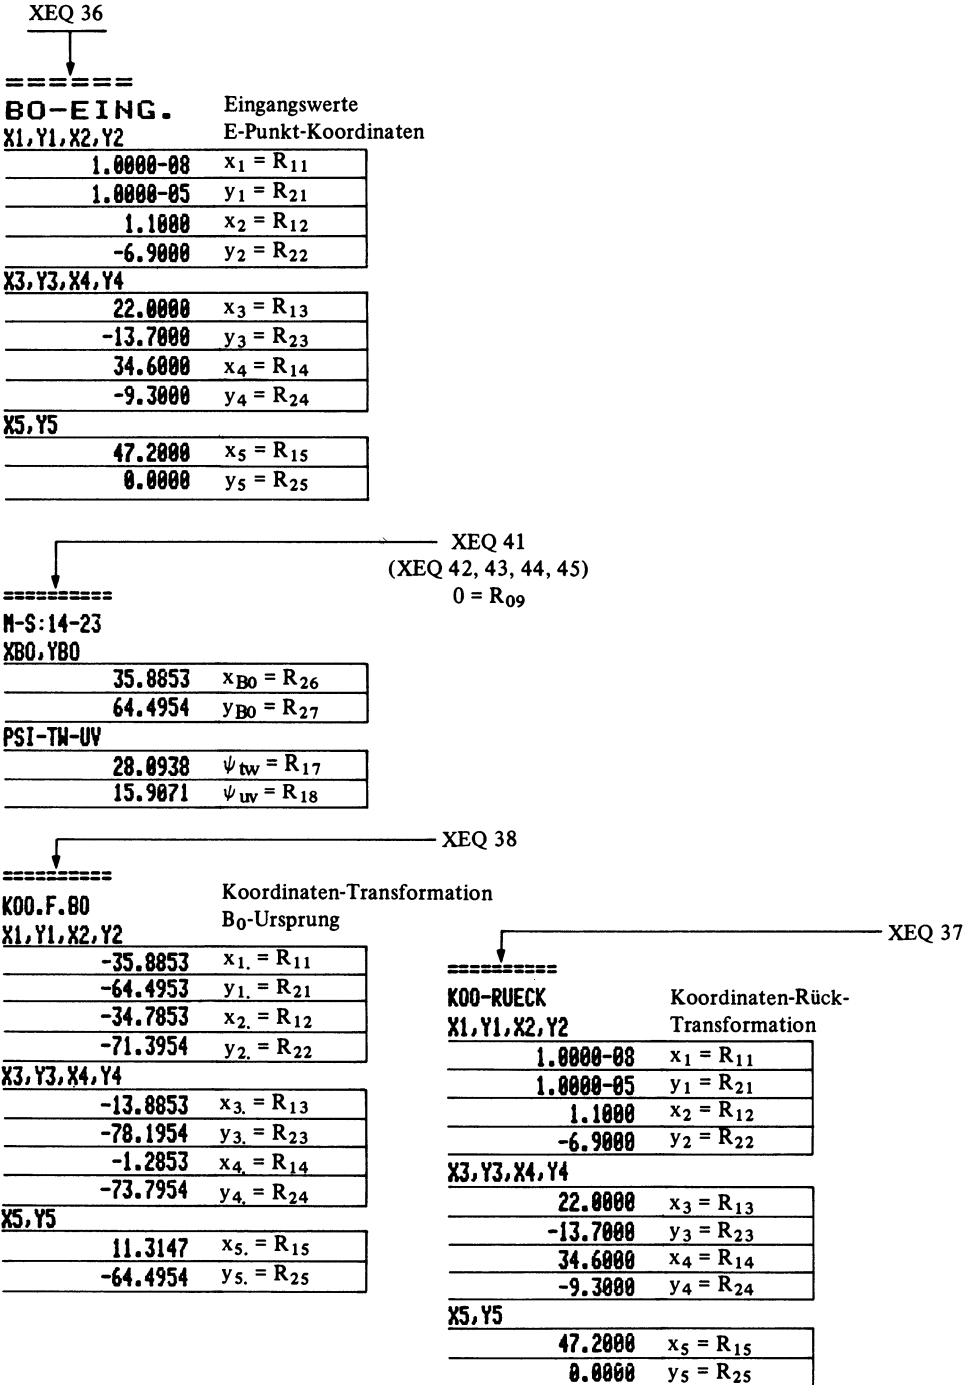 XEQ 36
======
BO-EING.
Eingangswerte
E-Punkt-Koordinaten
X1,Y1,X2,Y2
1.0000-08 x1 = R11
1.0000-05 y1 = R21
1.1000 x2 = R12
-6.9000 y2 = R22
X3,Y3,X4,Y4
22.0000 x3 = R13
-13.7000 y3 = R23
34.6000 x4 = R14
-9.3000 y4 = R24
X5,Y5
47.2000 x5 = R15
0.0000 y5 = R25
XEQ 41
(XEQ 42, 43, 44, 45)
0 = R09
==========
M-S:14-23
XBO,YBO
35.8853 xB0 = R26
64.4954 yB0 = R27
PSI-TW-UV
28.0938 ψtw = R17
15.9071 ψuv = R18
XEQ 38
==========
KOO.F.BO
Koordinaten-Transformation
B0-Ursprung
X1,Y1,X2,Y2
-35.8853 x1. = R11
-64.4953 y1. = R21
-34.7853 x2. = R12
-71.3954 y2. = R22
X3,Y3,X4,Y4
-13.8853 x3. = R13
-78.1954 y3. = R23
-1.2853 x4. = R14
-73.7954 y4. = R24
X5,Y5
11.3147 x5. = R15
-64.4954 y5. = R25
XEQ 37
==========
KOO-RUECK
Koordinaten-Rück-
Transformation
X1,Y1,X2,Y2
1.0000-08 x1 = R11
1.0000-05 y1 = R21
1.1000 x2 = R12
-6.9000 y2 = R22
X3,Y3,X4,Y4
22.0000 x3 = R13
-13.7000 y3 = R23
34.6000 x4 = R14
-9.3000 y4 = R24
X5,Y5
47.2000 x5 = R15
0.0000 y5 = R25